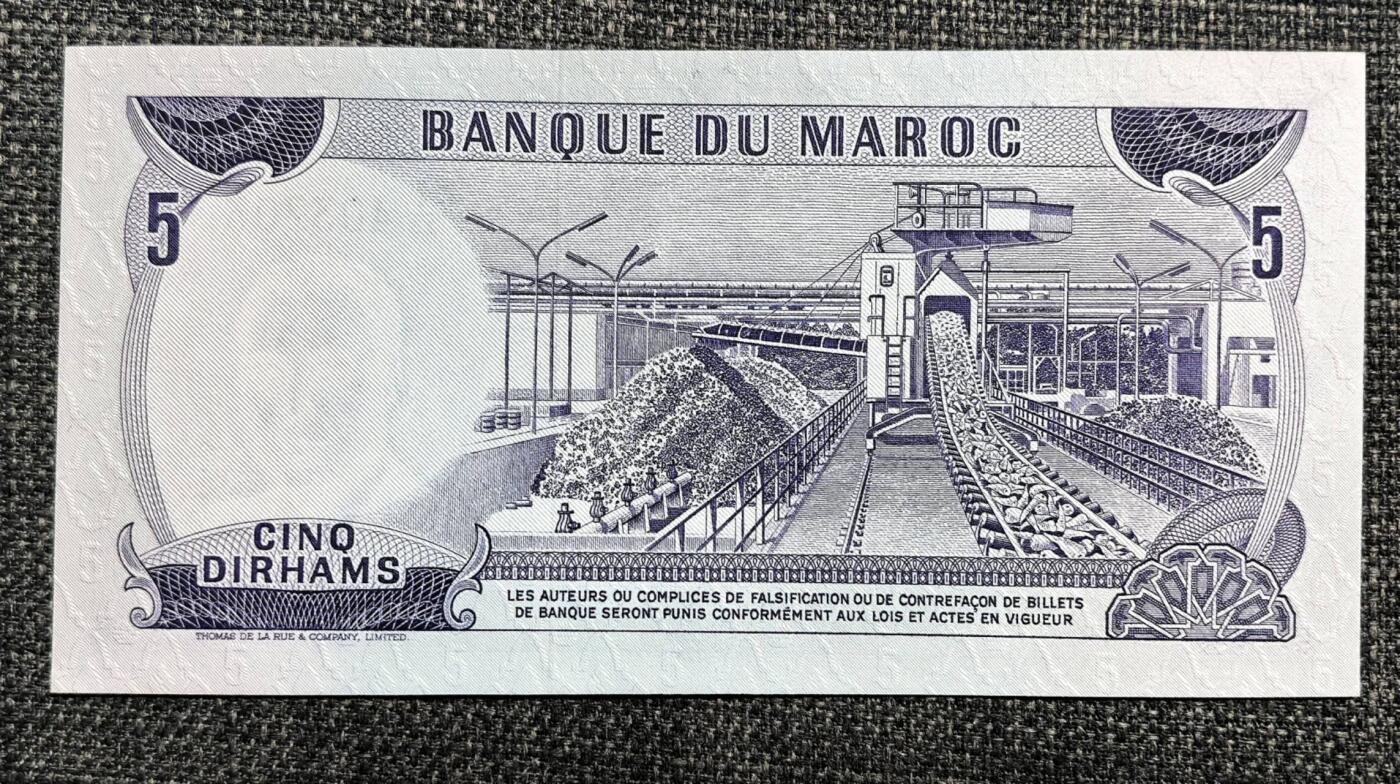 BANQUE DU MAROC
5
5
CINQ
DIRHAMS
LES AUTEURS OU COMPLICES DE FALSIFICATION OU DE CONTREFAÇON DE BILLETS
DE BANQUE SERONT PUNIS CONFORMÉMENT AUX LOIS ET ACTES EN VIGUEUR
THOMAS DE LA RUE & COMPANY, LIMITED.